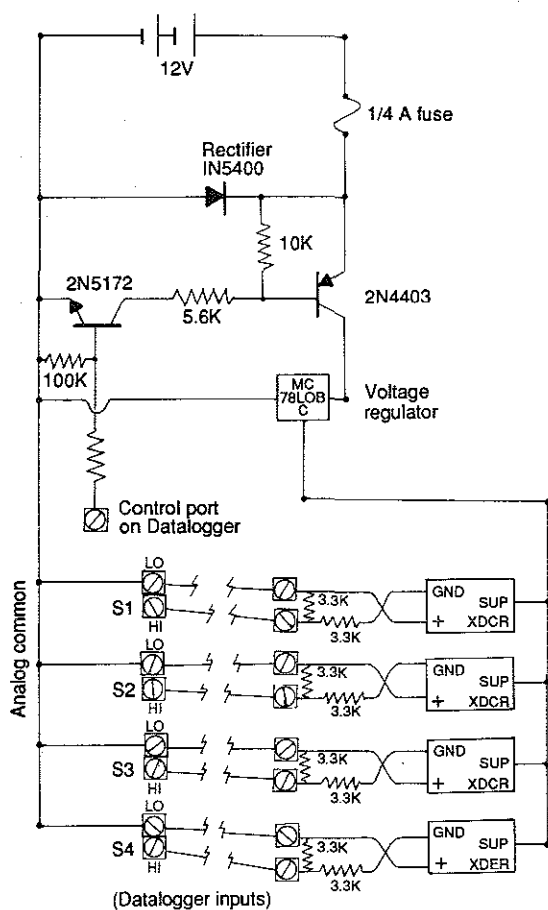 12V
1/4 A fuse
Rectifier
IN5400
10K
2N5172
5.6K
2N4403
100K
MC
78LOB
C
Voltage
regulator
Control port
on Datalogger
Analog common
LO
S1
HI
3.3K
3.3K
GND
SUP
+
XDCR
LO
S2
HI
3.3K
3.3K
GND
SUP
+
XDCR
LO
S3
HI
3.3K
3.3K
GND
SUP
+
XDCR
LO
S4
HI
3.3K
3.3K
GND
SUP
+
XDER
(Datalogger inputs)